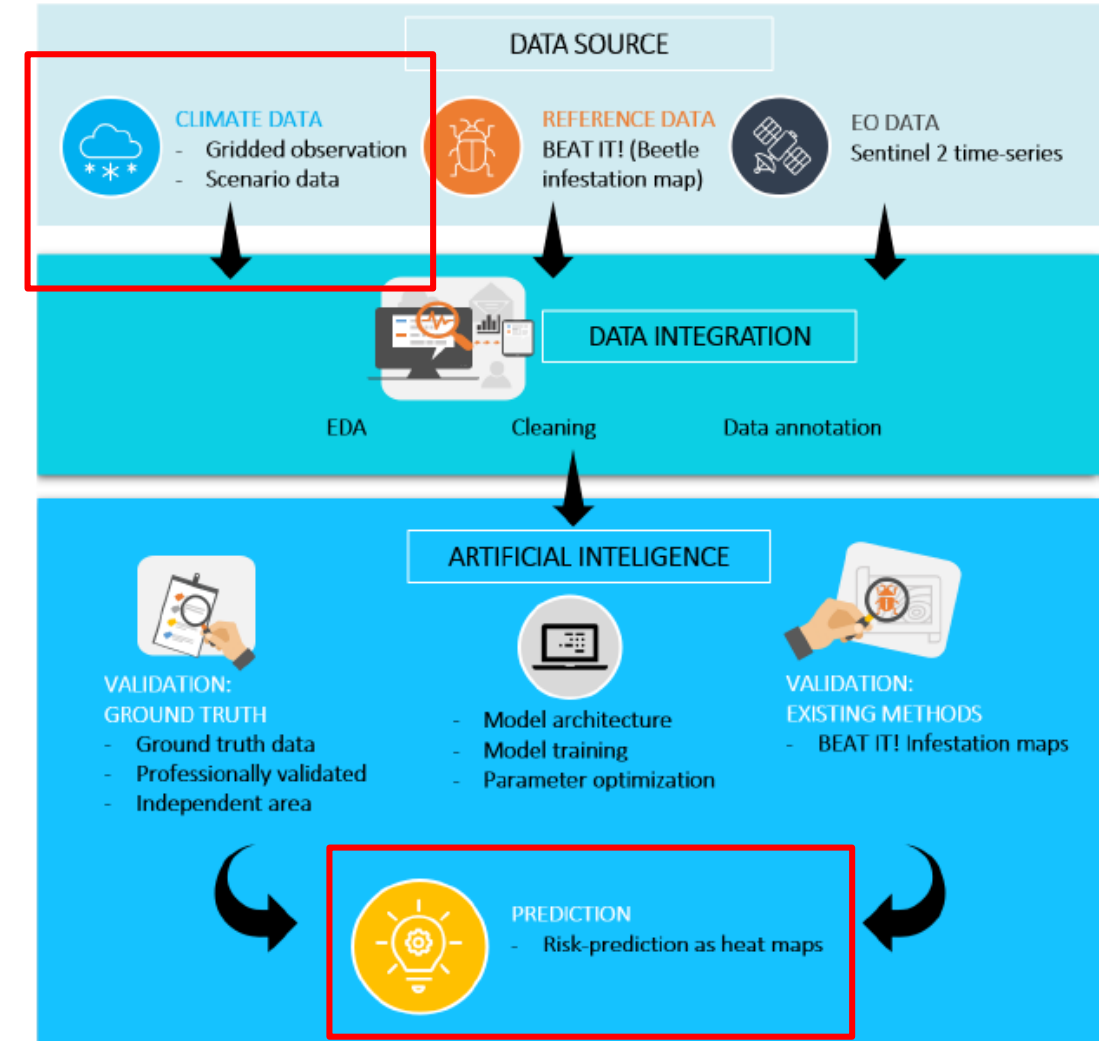 DATA SOURCE
CLIMATE DATA
- Gridded observation
- Scenario data
REFERENCE DATA
BEAT IT! (Beetle
infestation map)
EO DATA
Sentinel 2 time-series
DATA INTEGRATION
EDA
Cleaning
Data annotation
ARTIFICIAL INTELIGENCE
VALIDATION:
GROUND TRUTH
- Ground truth data
- Professionally validated
- Independent area
- Model architecture
- Model training
- Parameter optimization
VALIDATION:
EXISTING METHODS
- BEAT IT! Infestation maps
PREDICTION
- Risk-prediction as heat maps